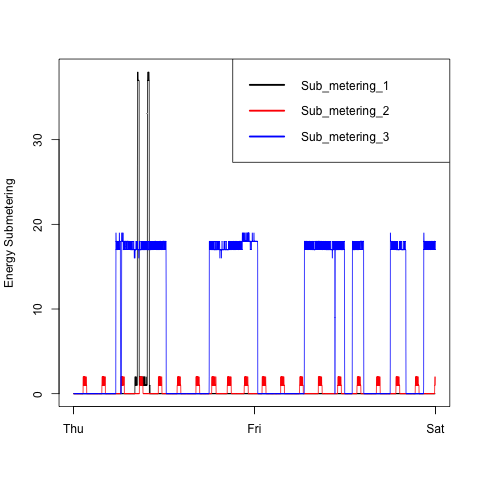 Sub_metering_1
Sub_metering_2
Sub_metering_3
Energy Submetering
30
20
10
0
Thu Fri Sat